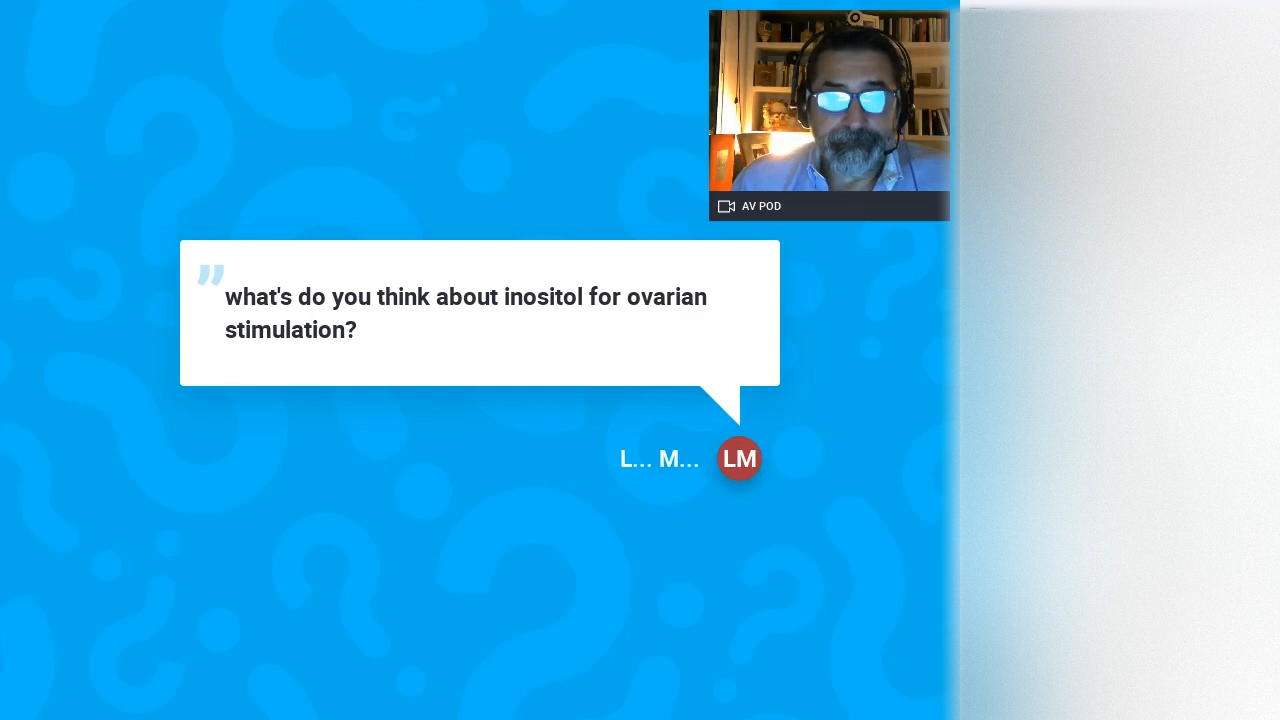 AV POD
” what's do you think about inositol for ovarian
stimulation?
L... M... LM